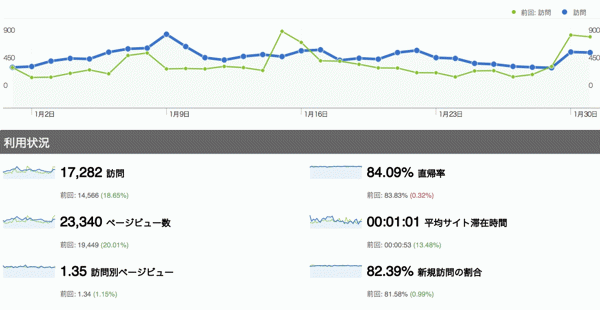 前回: 訪問 訪問
900 900
450 450
0 0
1月2日 1月9日 1月16日 1月23日 1月30日
利用状況
17,282 訪問
前回: 14,566 (18.65%)
84.09% 直帰率
前回: 83.83% (0.32%)
23,340 ページビュー数
前回: 19,449 (20.01%)
00:01:01 平均サイト滞在時間
前回: 00:00:53 (13.48%)
1.35 訪問別ページビュー
前回: 1.34 (1.15%)
82.39% 新規訪問の割合
前回: 81.58% (0.99%)